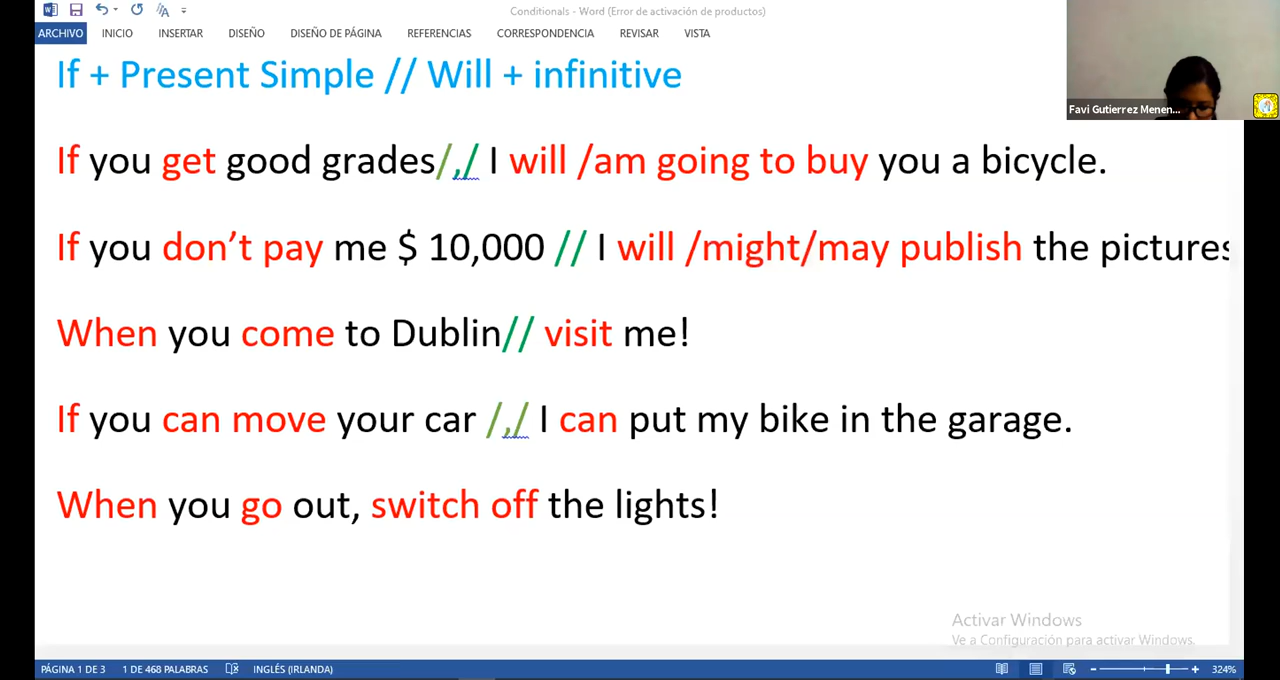 Conditionals - Word (Error de activación de productos)
ARCHIVO INICIO INSERTAR DISEÑO DISEÑO DE PÁGINA REFERENCIAS CORRESPONDENCIA REVISAR VISTA
If + Present Simple // Will + infinitive
Favi Gutierrez Menen...
If you get good grades/,/ I will /am going to buy you a bicycle.
If you don’t pay me $ 10,000 // I will /might/may publish the pictures
When you come to Dublin// visit me!
If you can move your car /,/ I can put my bike in the garage.
When you go out, switch off the lights!
Activar Windows
Ve a Configuración para activar Windows.
PÁGINA 1 DE 3 1 DE 468 PALABRAS INGLÉS (IRLANDA) 324%